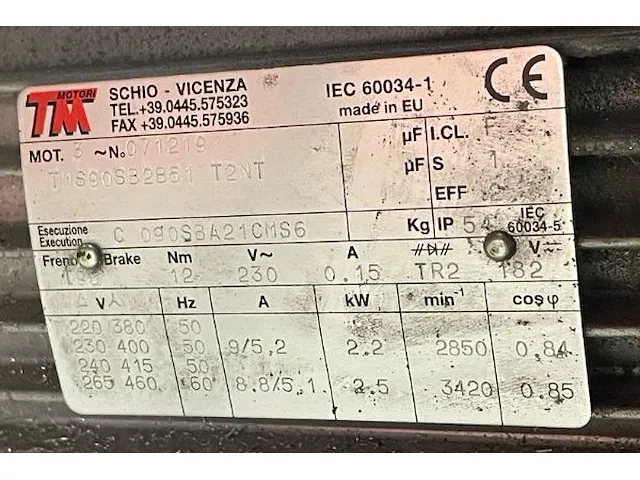 MOTORI
TM
SCHIO - VICENZA
TEL.+39.0445.575323
FAX +39.0445.575936
IEC 60034-1
made in EU
CE
MOT. 3 ~No 071219 µF I.CL. F
T2NT µF S 1
EFF
Esecuzione
Execution C 090SBA21CMS6 Kg IP 54 IEC 60034-5
Freno Brake Nm V~ A V
12 230 0.15 TR2 182
Δ V Hz A kW min-1 cosφ
220 380 50
230 400 50 9/5,2 2.2 2850 0,84
240 415 50
265 460 60 8.8/5,1 2.5 3420 0,85